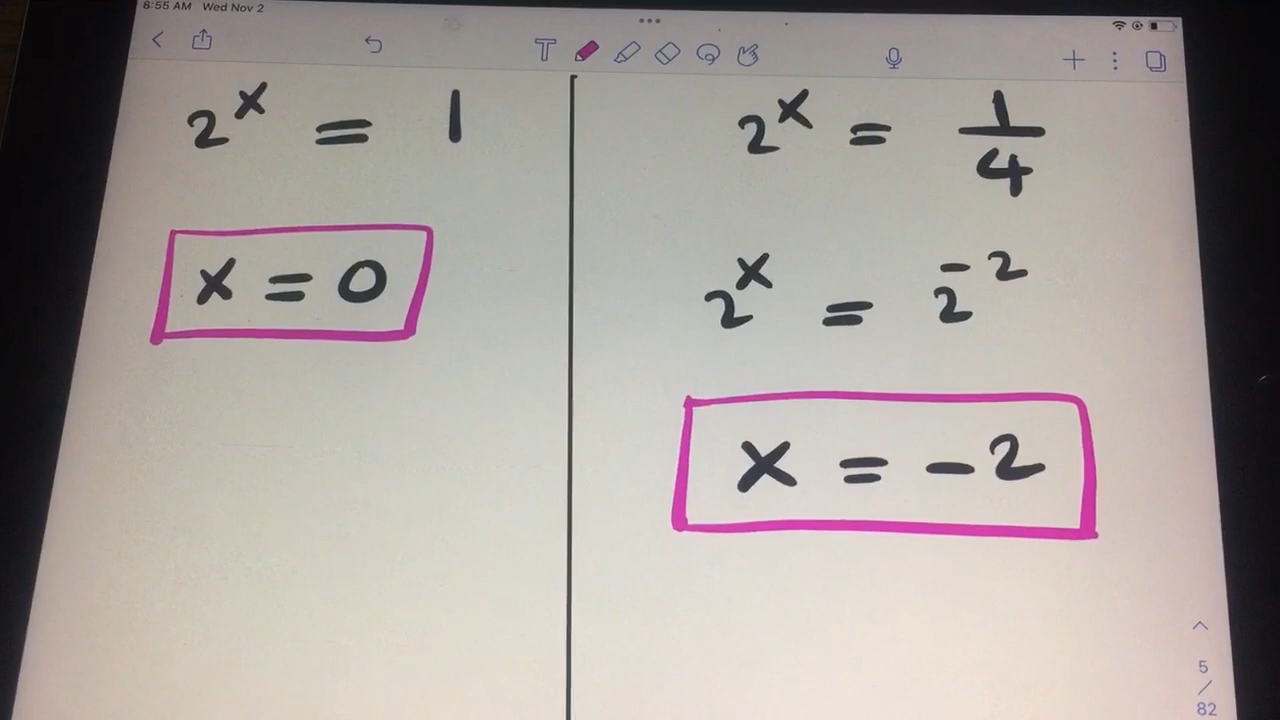 8:55 AM Wed Nov 2
T
2^x = 1
x = 0
2^x = 1/4
2^x = 2^-2
x = -2
5
/
82